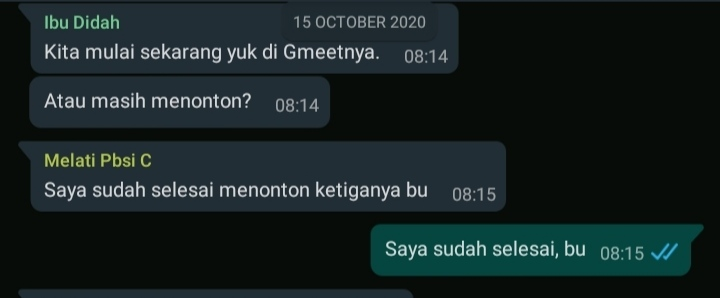 Ibu Didah
15 OCTOBER 2020
Kita mulai sekarang yuk di Gmeetnya. 08:14
Atau masih menonton? 08:14
Melati Pbsi C
Saya sudah selesai menonton ketiganya bu 08:15
Saya sudah selesai, bu 08:15